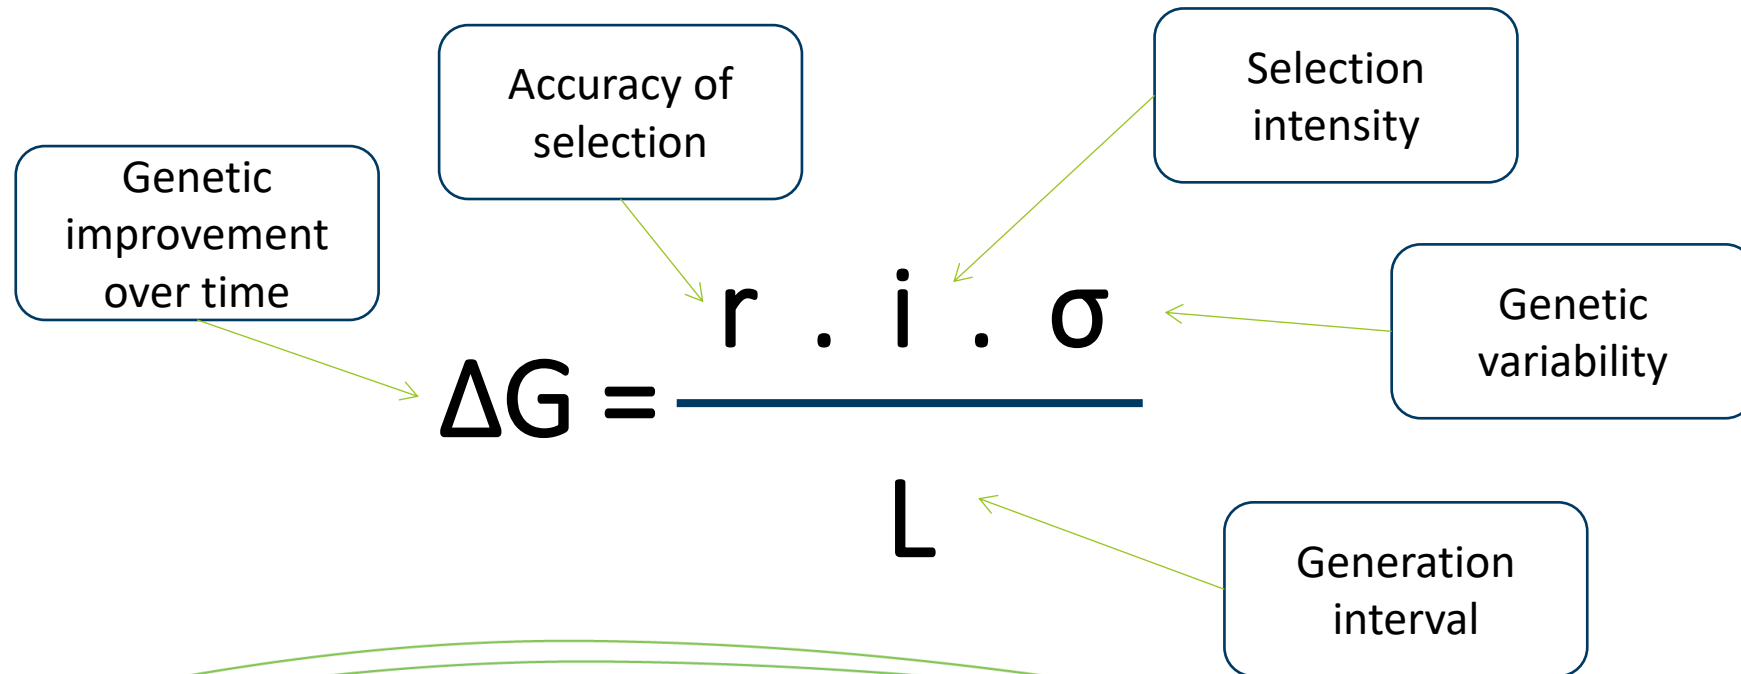 Accuracy of
selection
Selection
intensity
Genetic
improvement
over time
r . i . σ
Genetic
variability
ΔG =
L
Generation
interval